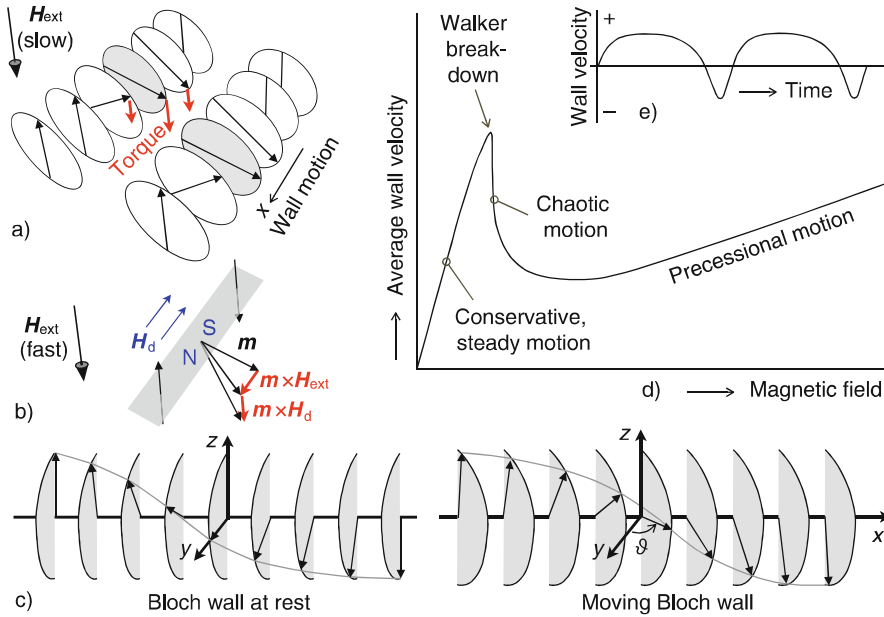 H_ext
(slow)
Torque
x
Wall motion
a)
H_ext
(fast)
H_d
S
N
m
m×H_ext
m×H_d
b)
Average wall velocity
Walker
break-
down
Chaotic
motion
Conservative,
steady motion
Precessional motion
d)
Magnetic field
Wall velocity
+
–
Time
e)
z
y
c)
Bloch wall at rest
z
y
ϑ
x
Moving Bloch wall